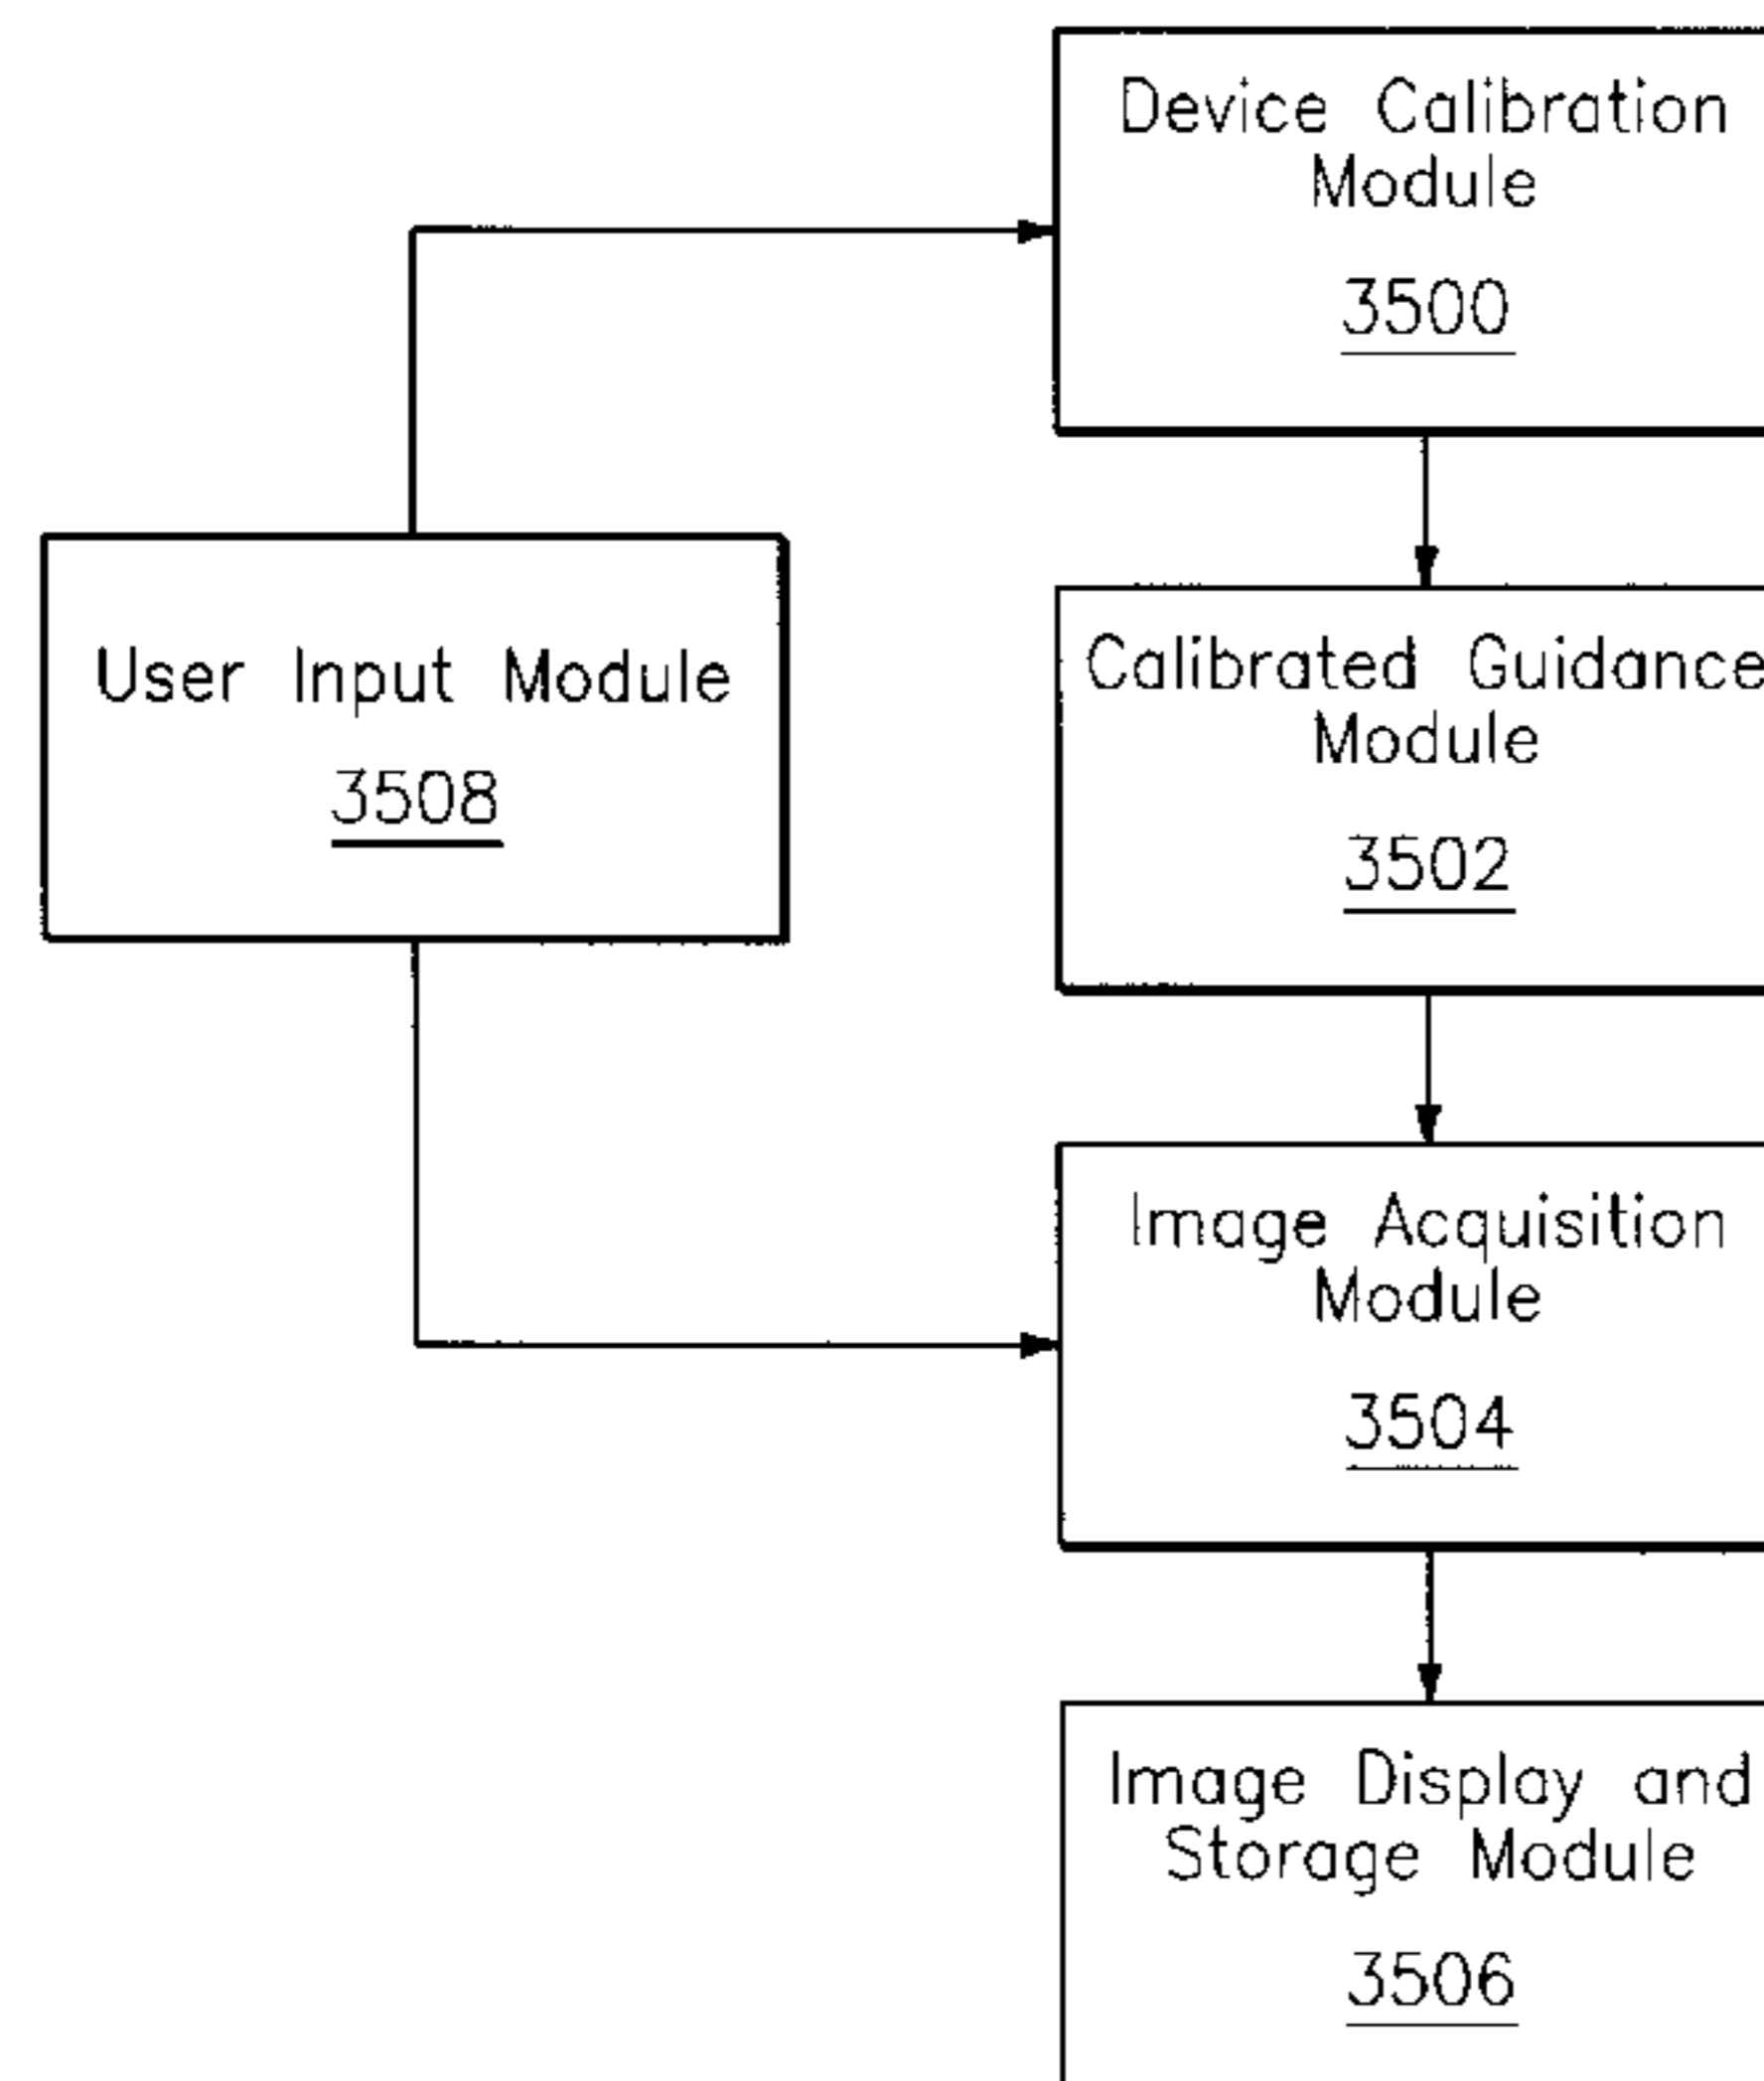 Device Calibration
Module
3500
User Input Module
3508
Calibrated Guidance
Module
3502
Image Acquisition
Module
3504
Image Display and
Storage Module
3506